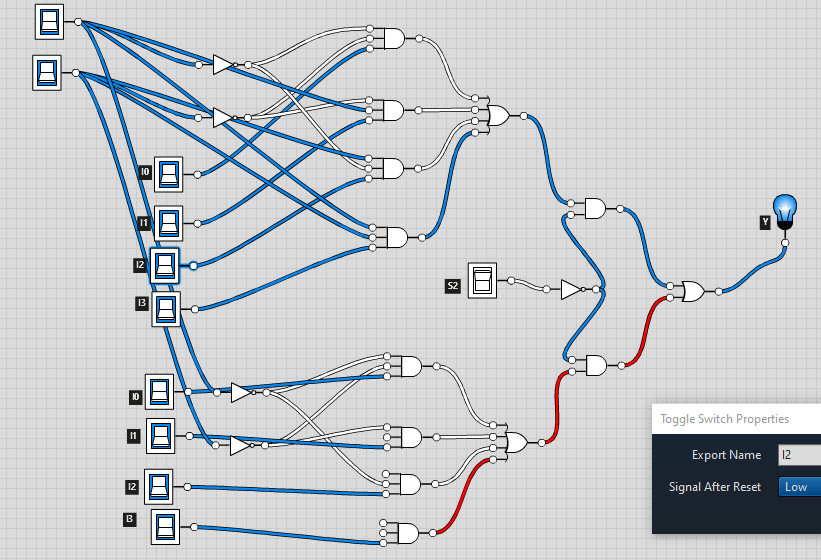 I0
I1
I2
I3
S2
Y
I0
I1
I2
I3
Toggle Switch Properties
Export Name I2
Signal After Reset Low